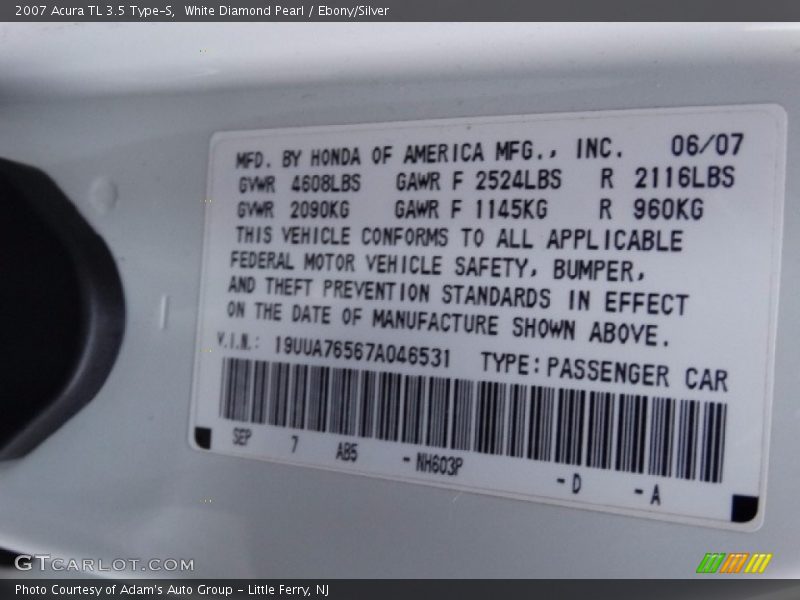 2007 Acura TL 3.5 Type-S,  White Diamond Pearl / Ebony/Silver
MFD. BY HONDA OF AMERICA MFG., INC. 06/07
GVWR 4608LBS GAWR F 2524LBS R 2116LBS
GVWR 2090KG GAWR F 1145KG R 960KG
THIS VEHICLE CONFORMS TO ALL APPLICABLE
FEDERAL MOTOR VEHICLE SAFETY, BUMPER,
AND THEFT PREVENTION STANDARDS IN EFFECT
ON THE DATE OF MANUFACTURE SHOWN ABOVE.
V.I.N.: 19UUA76567A046531 TYPE:PASSENGER CAR
SEP 7 AB5 -NH603P -D -A
GTCARLOT.COM
Photo Courtesy of Adam's Auto Group - Little Ferry, NJ